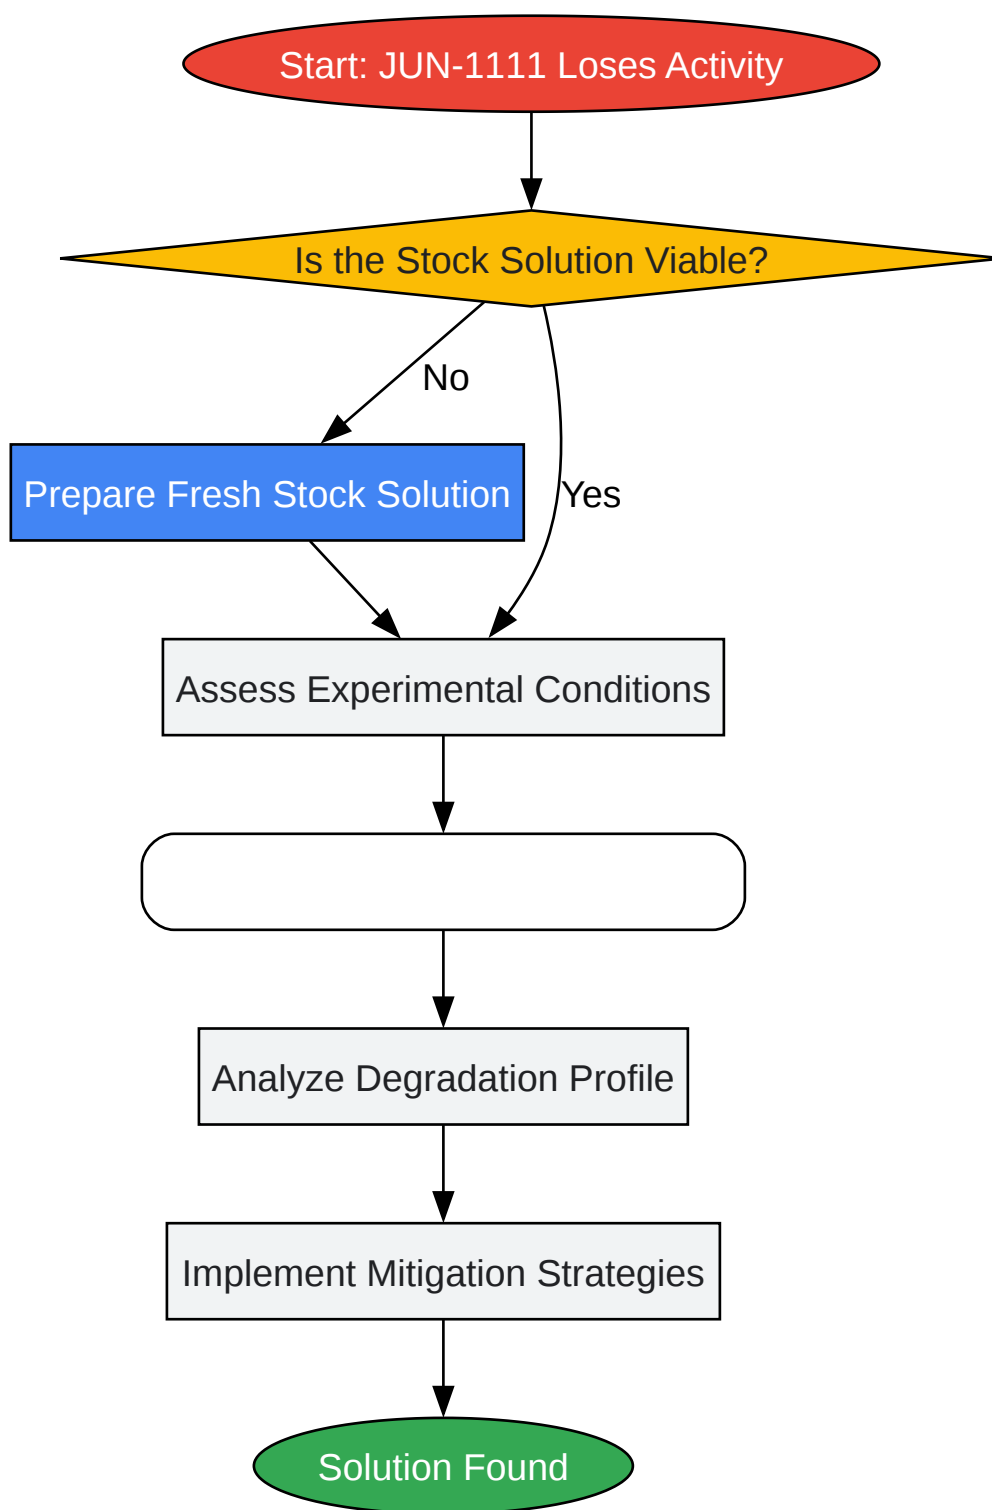 Start: JUN-1111 Loses Activity
Is the Stock Solution Viable?
No
Prepare Fresh Stock Solution
Yes
Assess Experimental Conditions
Analyze Degradation Profile
Implement Mitigation Strategies
Solution Found